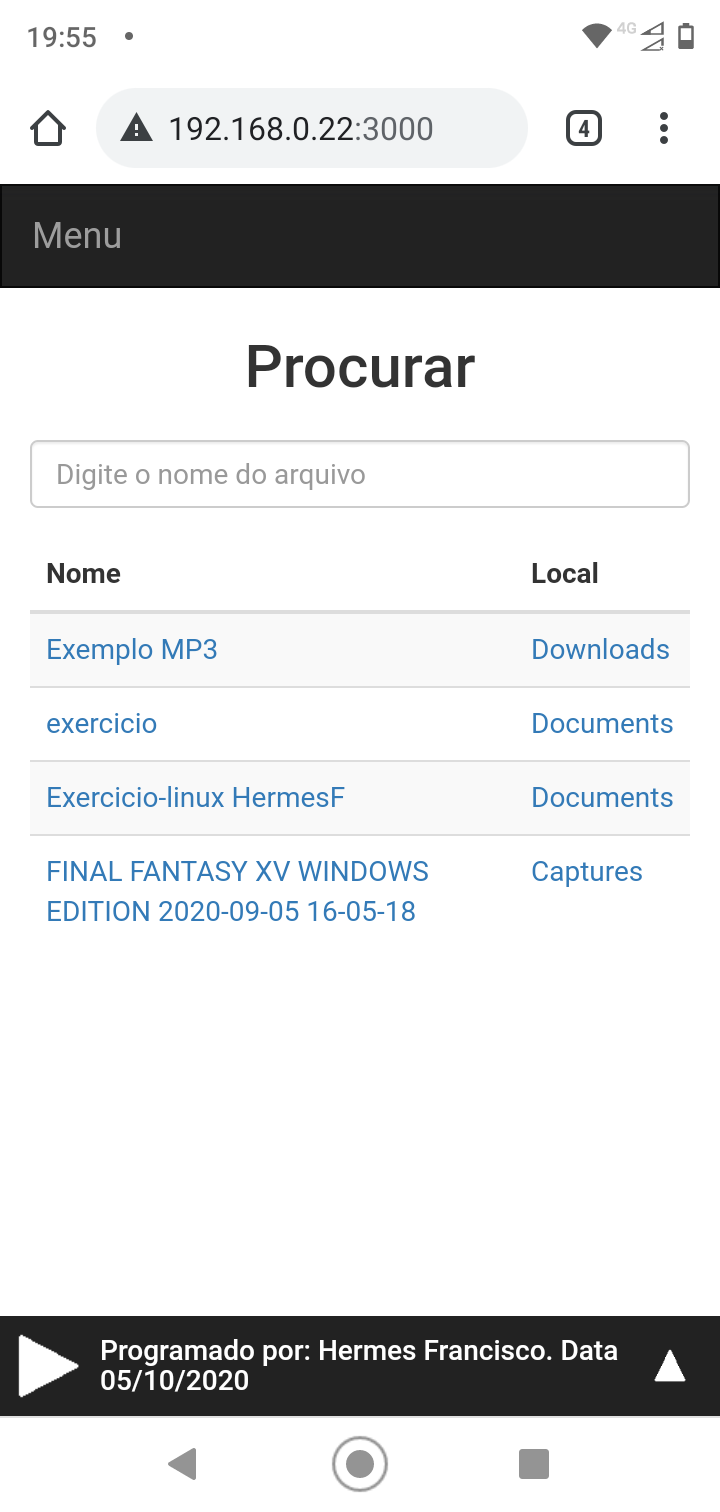 19:55
4G
192.168.0.22:3000
4
Menu
Procurar
Digite o nome do arquivo
Nome Local
Exemplo MP3 Downloads
exercicio Documents
Exercicio-linux HermesF Documents
FINAL FANTASY XV WINDOWS Captures
EDITION 2020-09-05 16-05-18
Programado por: Hermes Francisco. Data
05/10/2020